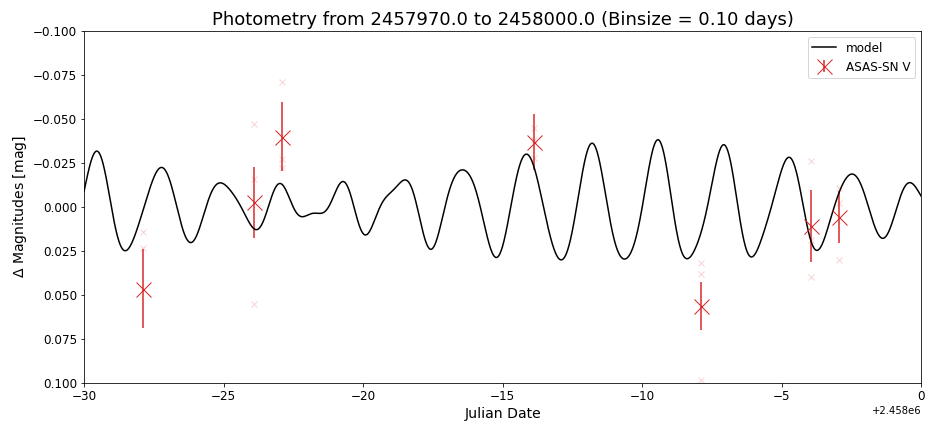 Photometry from 2457970.0 to 2458000.0 (Binsize = 0.10 days)
−0.100
−0.075
−0.050
−0.025
0.000
0.025
0.050
0.075
0.100
Δ Magnitudes [mag]
model
ASAS-SN V
−30
−25
−20
−15
−10
−5
0
+2.458e6
Julian Date